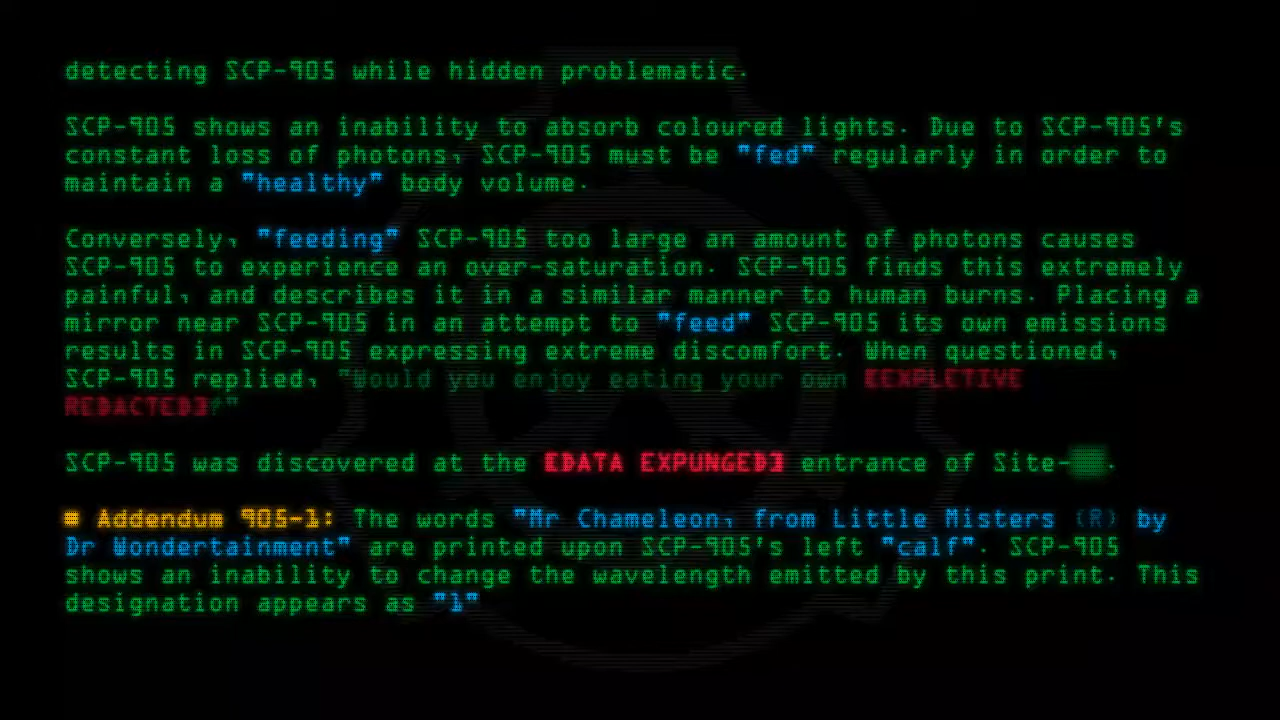 detecting SCP-905 while hidden problematic.
SCP-905 shows an inability to absorb coloured lights. Due to SCP-905's
constant loss of photons, SCP-905 must be "fed" regularly in order to
maintain a "healthy" body volume.
Conversely, "feeding" SCP-905 too large an amount of photons causes
SCP-905 to experience an over-saturation. SCP-905 finds this extremely
painful, and describes it in a similar manner to human burns. Placing a
mirror near SCP-905 in an attempt to "feed" SCP-905 its own emissions
results in SCP-905 expressing extreme discomfort. When questioned,
SCP-905 replied, "Would you enjoy eating your own [EXPLETIVE
REDACTED]?"
SCP-905 was discovered at the [DATA EXPUNGED] entrance of Site-█.
■ Addendum 905-1: The words "Mr Chameleon, from Little Misters (R) by
Dr Wondertainment" are printed upon SCP-905's left "calf". SCP-905
shows an inability to change the wavelength emitted by this print. This
designation appears as "1"